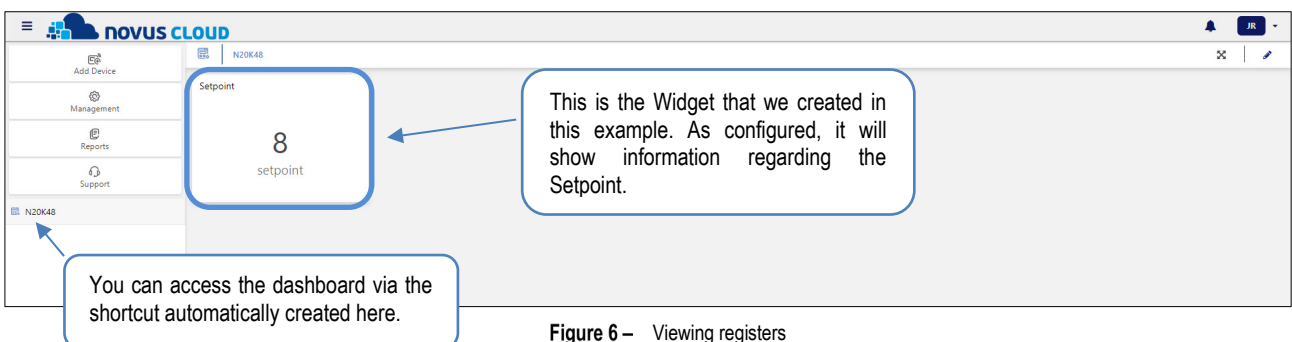 NOVUS CLOUD
JR
Add Device
N20K48
Management
Reports
Support
N20K48
Setpoint
8
setpoint
This is the Widget that we created in
this example. As configured, it will
show information regarding the
Setpoint.
You can access the dashboard via the
shortcut automatically created here.
Figure 6 – Viewing registers